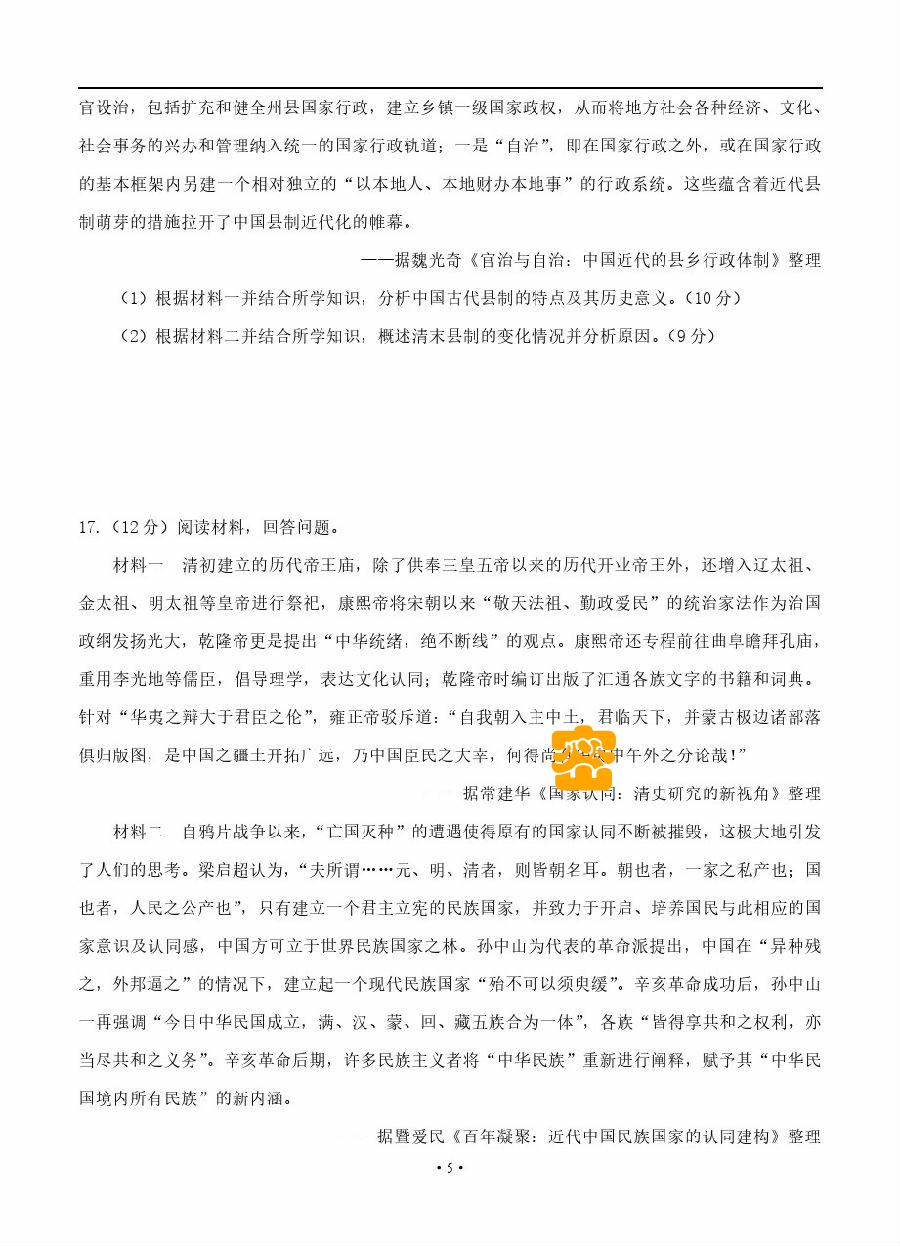 官设治，包括扩充和健全州县国家行政，建立乡镇一级国家政权，从而将地方社会各种经济、文化、
社会事务的兴办和管理纳入统一的国家行政轨道；一是“自治”，即在国家行政之外，或在国家行政
的基本框架内另建一个相对独立的“以本地人、本地财办本地事”的行政系统。这些蕴含着近代县
制萌芽的措施拉开了中国县制近代化的帷幕。
——据魏光奇《官治与自治：中国近代的县乡行政体制》整理
（1）根据材料一并结合所学知识，分析中国古代县制的特点及其历史意义。（10 分）
（2）根据材料二并结合所学知识，概述清末县制的变化情况并分析原因。（9 分）
17.（12 分）阅读材料，回答问题。
材料一　清初建立的历代帝王庙，除了供奉三皇五帝以来的历代开业帝王外，还增入辽太祖、
金太祖、明太祖等皇帝进行祭祀，康熙帝将宋朝以来“敬天法祖、勤政爱民”的统治家法作为治国
政纲发扬光大，乾隆帝更是提出“中华统绪，绝不断线”的观点。康熙帝还专程前往曲阜瞻拜孔庙，
重用李光地等儒臣，倡导理学，表达文化认同；乾隆帝时编订出版了汇通各族文字的书籍和词典。
针对“华夷之辩大于君臣之伦”，雍正帝驳斥道：“自我朝入主中土，君临天下，并蒙古极边诸部落
俱归版图，是中国之疆土开拓广远，乃中国臣民之大幸，何得尚 中外之分论哉！”
据常建华《国家认同：清史研究的新视角》整理
材料二　自鸦片战争以来，“亡国灭种”的遭遇使得原有的国家认同不断被摧毁，这极大地引发
了人们的思考。梁启超认为，“夫所谓……元、明、清者，则皆朝名耳。朝也者，一家之私产也；国
也者，人民之公产也”，只有建立一个君主立宪的民族国家，并致力于开启、培养国民与此相应的国
家意识及认同感，中国方可立于世界民族国家之林。孙中山为代表的革命派提出，中国在“异种残
之，外邦逼之”的情况下，建立起一个现代民族国家“殆不可以须臾缓”。辛亥革命成功后，孙中山
一再强调“今日中华民国成立，满、汉、蒙、回、藏五族合为一体”，各族“皆得享共和之权利，亦
当尽共和之义务”。辛亥革命后期，许多民族主义者将“中华民族”重新进行阐释，赋予其“中华民
国境内所有民族”的新内涵。
据暨爱民《百年凝聚：近代中国民族国家的认同建构》整理
• 5 •